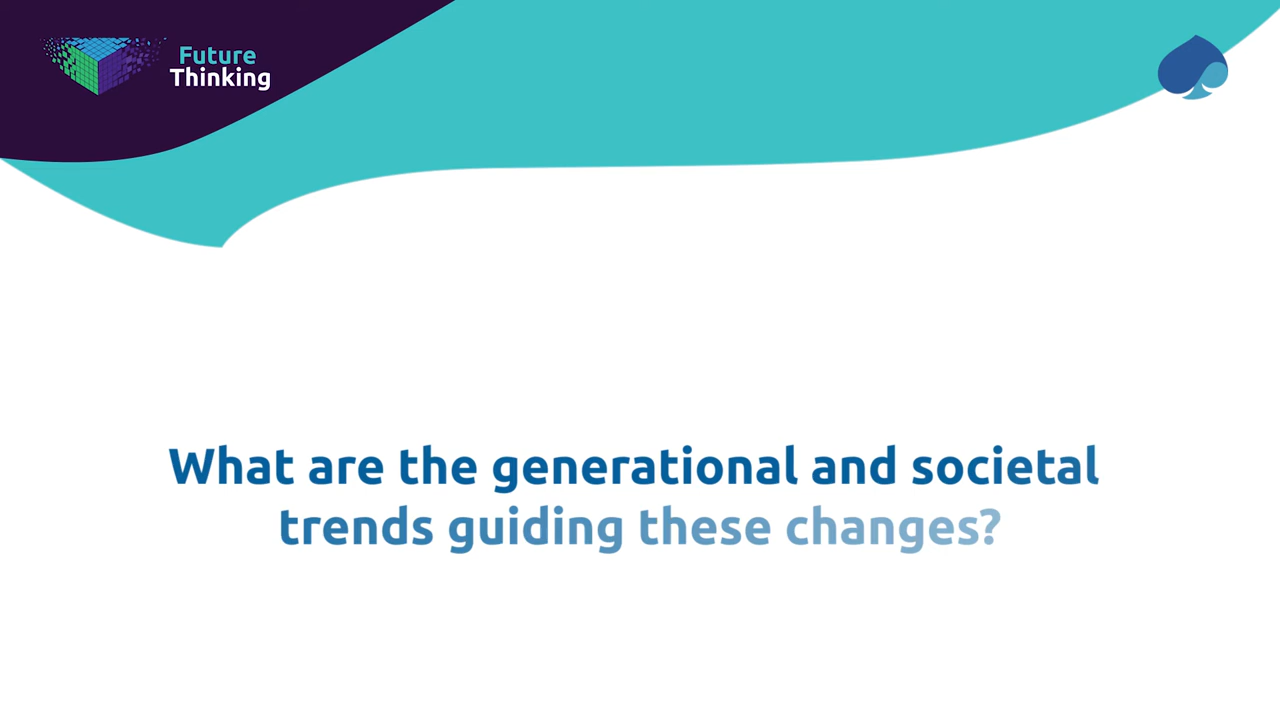 Future
Thinking
What are the generational and societal
trends guiding these changes?